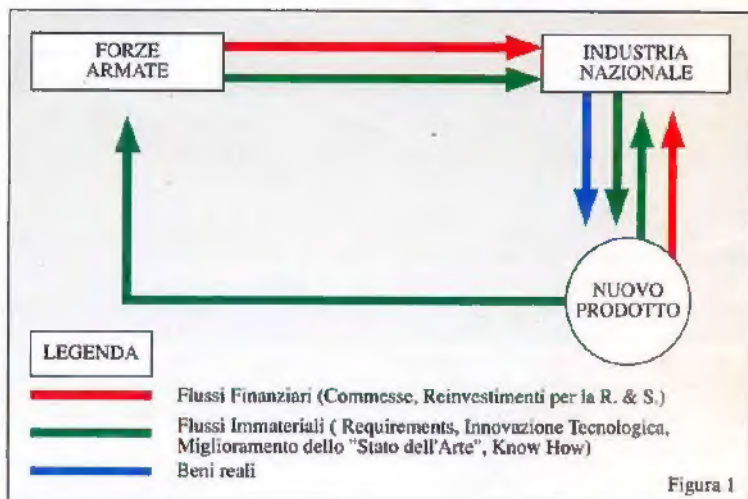 FORZE
ARMATE
INDUSTRIA
NAZIONALE
NUOVO
PRODOTTO
LEGENDA
Flussi Finanziari (Commesse, Reinvestimenti per la R. & S.)
Flussi Immateriali ( Requirements, Innovazione Tecnologica,
Miglioramento dello "Stato dell'Arte", Know How)
Beni reali
Figura 1